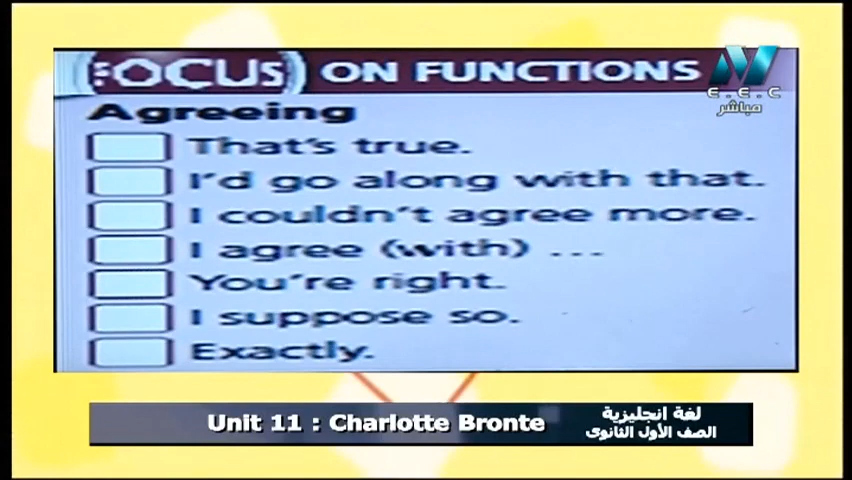 FOCUS ON FUNCTIONS
E.E.C
مباشر
Agreeing
That's true.
I'd go along with that.
I couldn't agree more.
I agree (with) ...
You're right.
I suppose so.
Exactly.
Unit 11 : Charlotte Bronte
لغة انجليزية
الصف الأول الثانوى